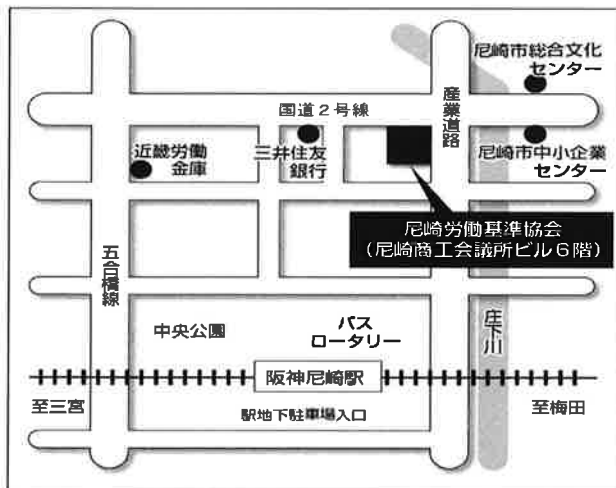 尼崎市総合文化
センター
国道2号線
産業道路
近畿労働
金庫
三井住友
銀行
尼崎市中小企業
センター
尼崎労働基準協会
（尼崎商工会議所ビル6階）
五合橋線
庄下川
中央公園
バス
ロータリー
阪神尼崎駅
至三宮
至梅田
駅地下駐車場入口